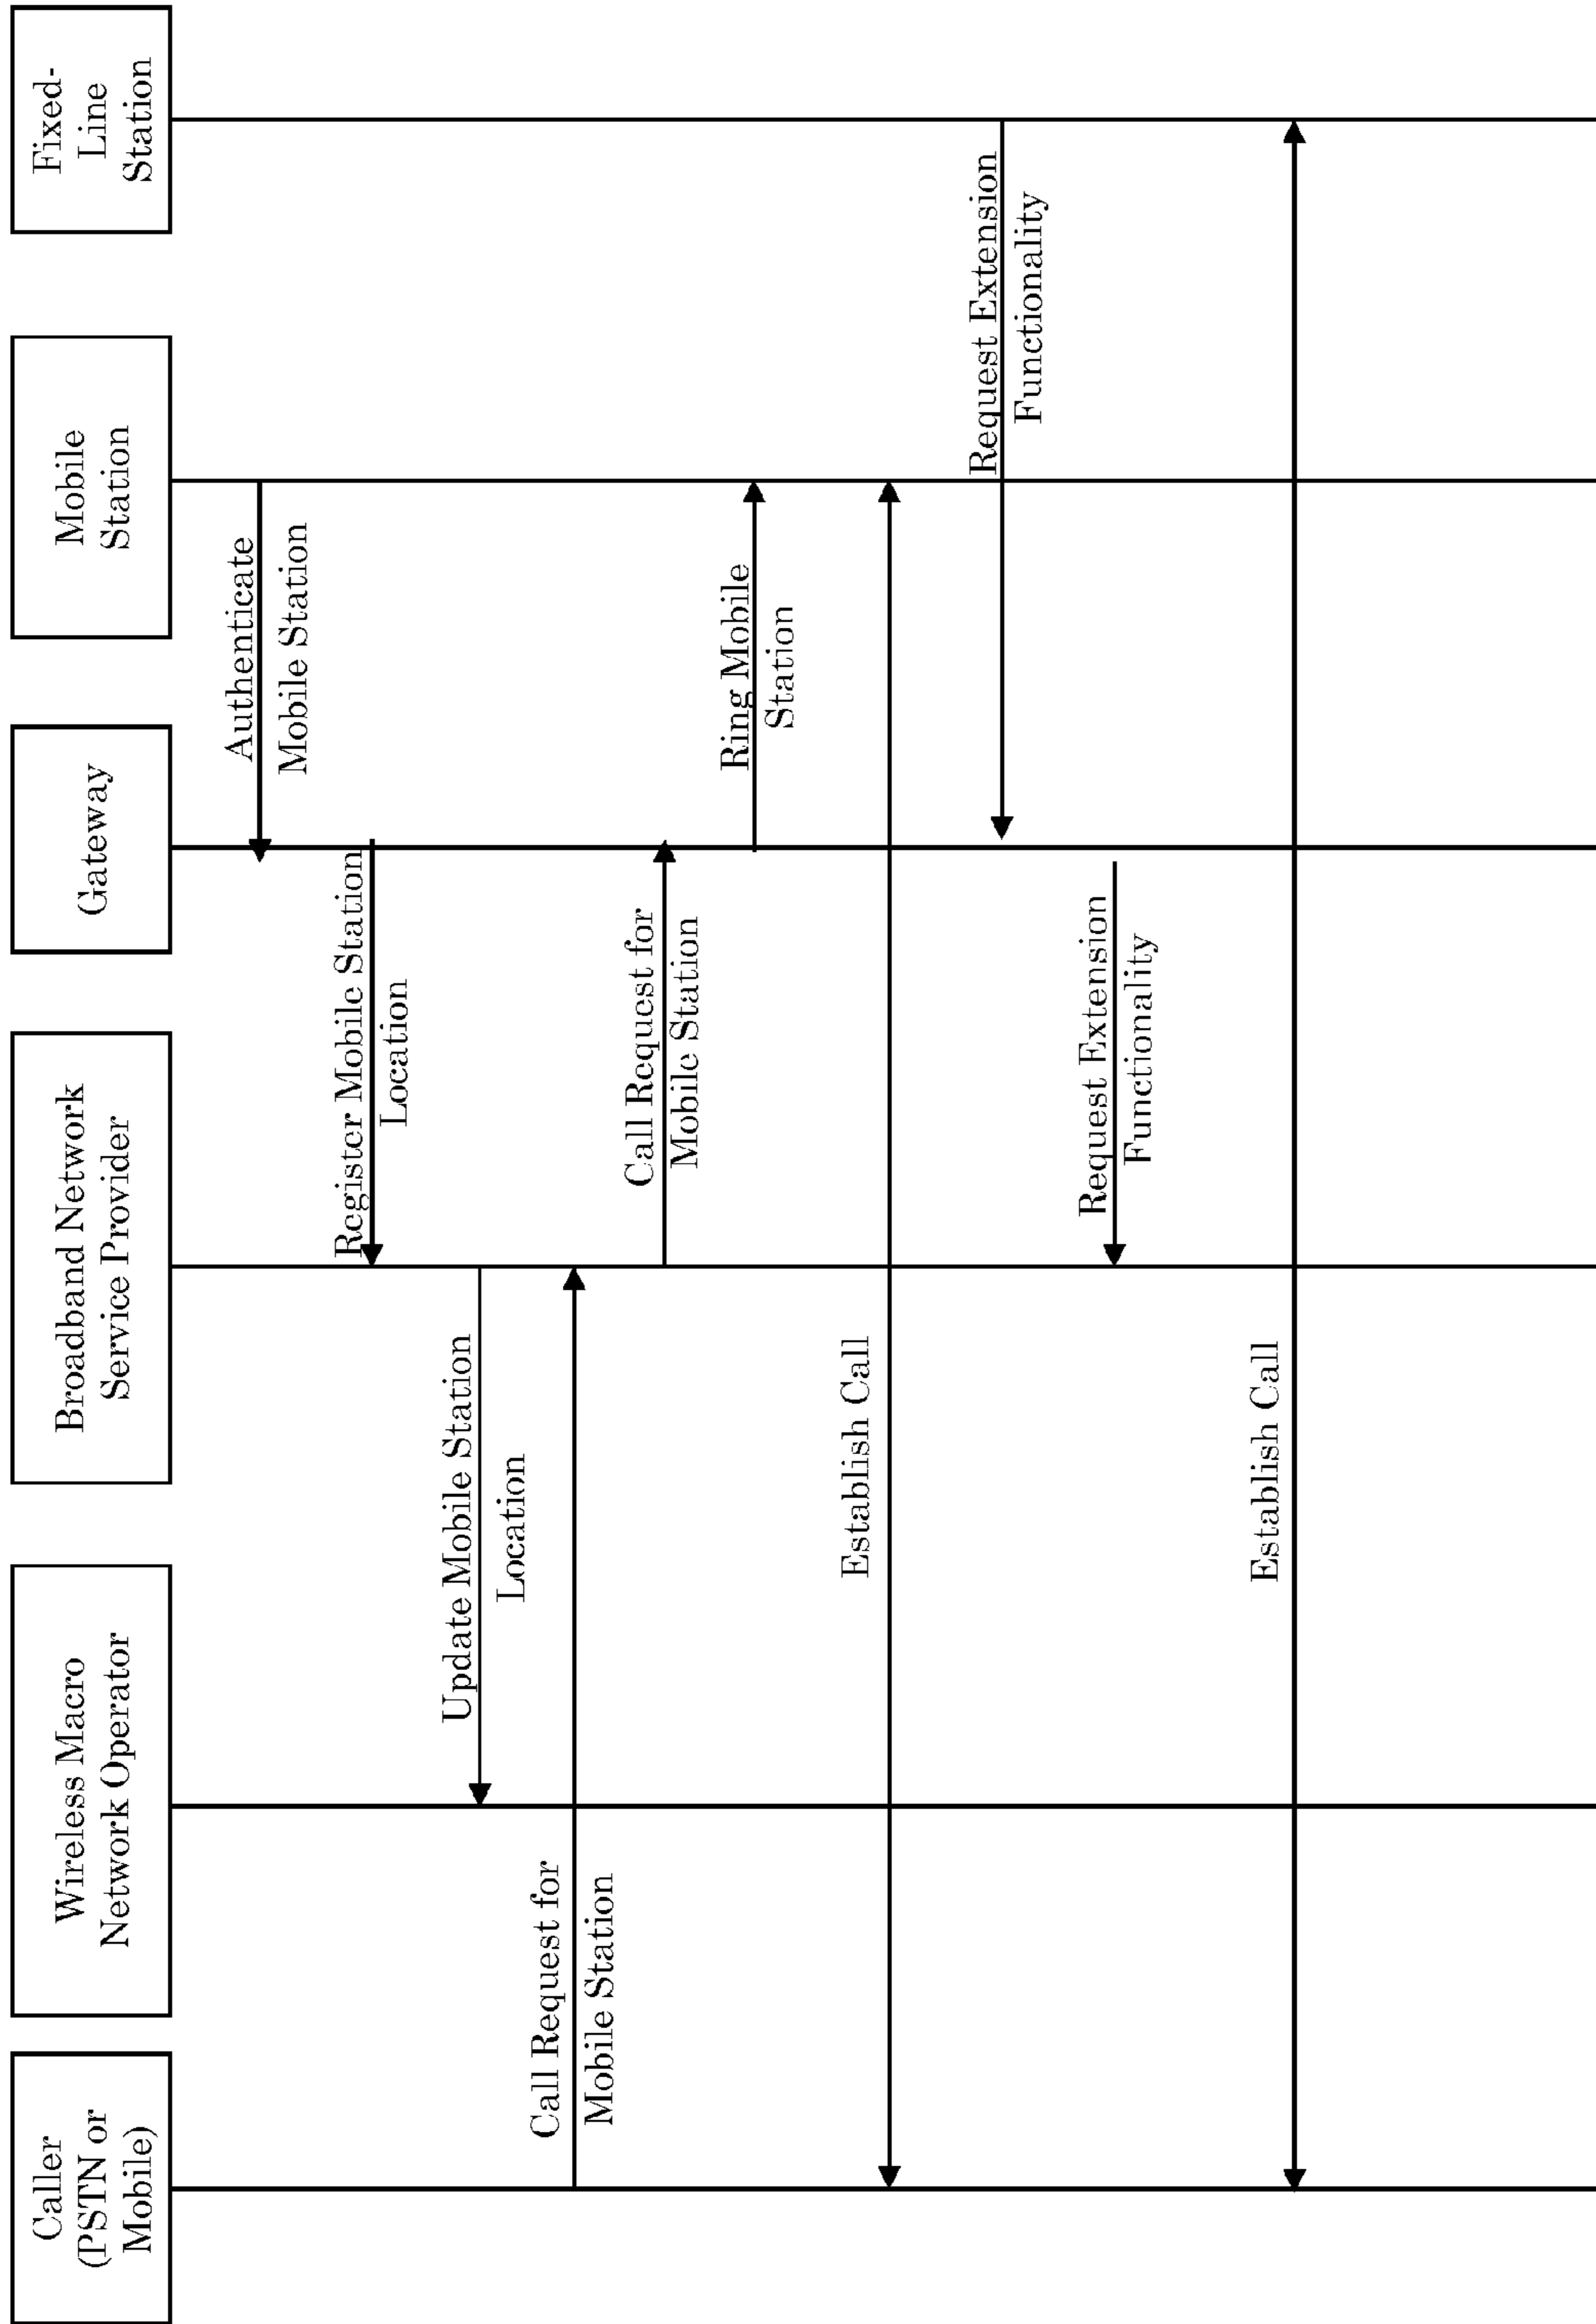 Caller
(PSTN or
Mobile)
Wireless Macro
Network Operator
Broadband Network
Service Provider
Gateway
Mobile
Station
Fixed-
Line
Station
Authenticate
Mobile Station
Register Mobile Station
Location
Update Mobile Station
Location
Call Request for
Mobile Station
Call Request for
Mobile Station
Ring Mobile
Station
Establish Call
Request Extension
Functionality
Request Extension
Functionality
Establish Call